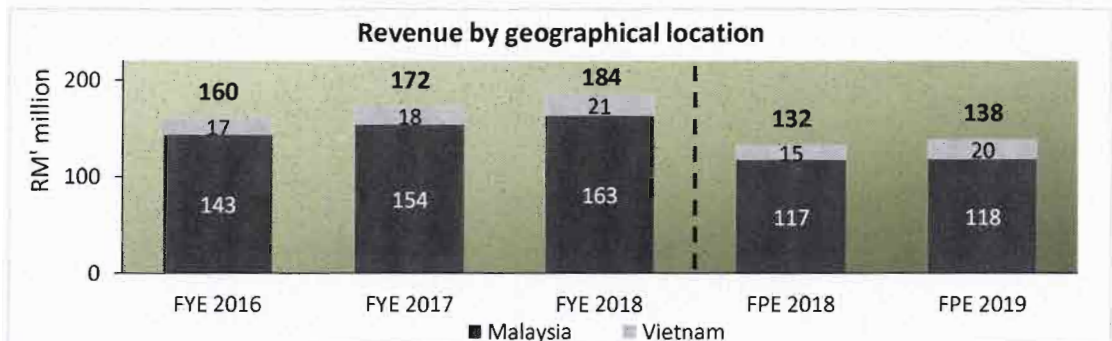 Revenue by geographical location
RM' million
200
100
0
160
17
143
172
18
154
184
21
163
132
15
117
138
20
118
FYE 2016
FYE 2017
FYE 2018
FPE 2018
FPE 2019
Malaysia
Vietnam